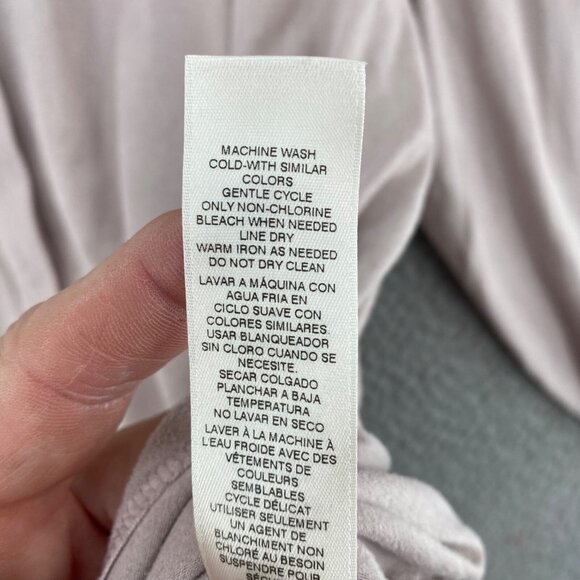 MACHINE WASH
COLD-WITH SIMILAR
COLORS
GENTLE CYCLE
ONLY NON-CHLORINE
BLEACH WHEN NEEDED
LINE DRY
WARM IRON AS NEEDED
DO NOT DRY CLEAN
LAVAR A MÁQUINA CON
AGUA FRIA EN
CICLO SUAVE CON
COLORES SIMILARES.
USAR BLANQUEADOR
SIN CLORO CUANDO SE
NECESITE.
SECAR COLGADO
PLANCHAR A BAJA
TEMPERATURA
NO LAVAR EN SECO
LAVER À LA MACHINE À
L'EAU FROIDE AVEC DES
VÊTEMENTS DE
COULEURS
SEMBLABLES
CYCLE DÉLICAT
UTILISER SEULEMENT
UN AGENT DE
BLANCHIMENT NON
CHLORÉ AU BESOIN
SUSPENDRE POUR